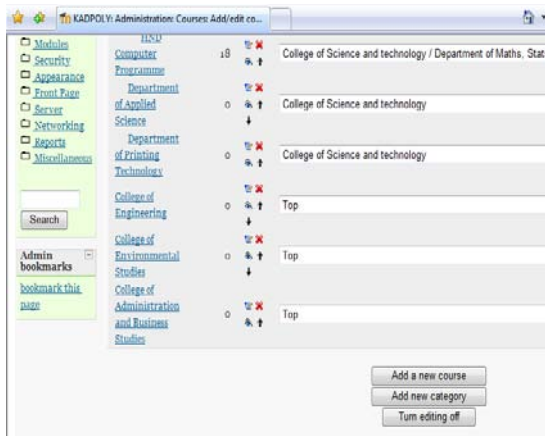 KADPOLY: Administration: Courses: Add/edit co...
Modules
Security
Appearance
Front Page
Server
Networking
Reports
Miscellaneous
Search
Admin
bookmarks
bookmark this
page
HND
Computer
Programme
18
College of Science and technology / Department of Maths, Stat
Department
of Applied
Science
0
College of Science and technology
Department
of Printing
Technology
0
College of Science and technology
College of
Engineering
0
Top
College of
Environmental
Studies
0
Top
College of
Administration
and Business
Studies
0
Top
Add a new course
Add new category
Turn editing off